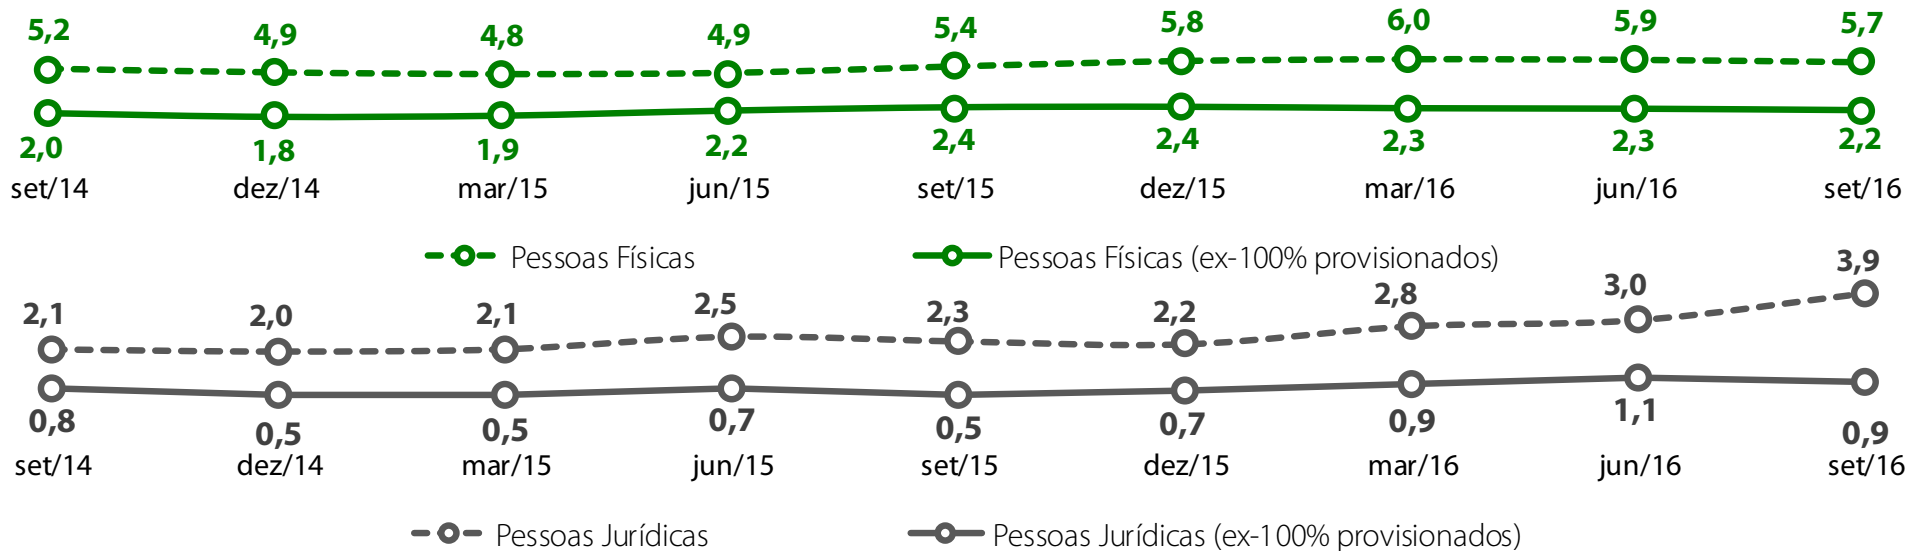 5,2 4,9 4,8 4,9 5,4 5,8 6,0 5,9 5,7
2,0 1,8 1,9 2,2 2,4 2,4 2,3 2,3 2,2
set/14 dez/14 mar/15 jun/15 set/15 dez/15 mar/16 jun/16 set/16
Pessoas Físicas Pessoas Físicas (ex-100% provisionados)
2,1 2,0 2,1 2,5 2,3 2,2 2,8 3,0 3,9
0,8 0,5 0,5 0,7 0,5 0,7 0,9 1,1 0,9
set/14 dez/14 mar/15 jun/15 set/15 dez/15 mar/16 jun/16 set/16
Pessoas Jurídicas Pessoas Jurídicas (ex-100% provisionados)